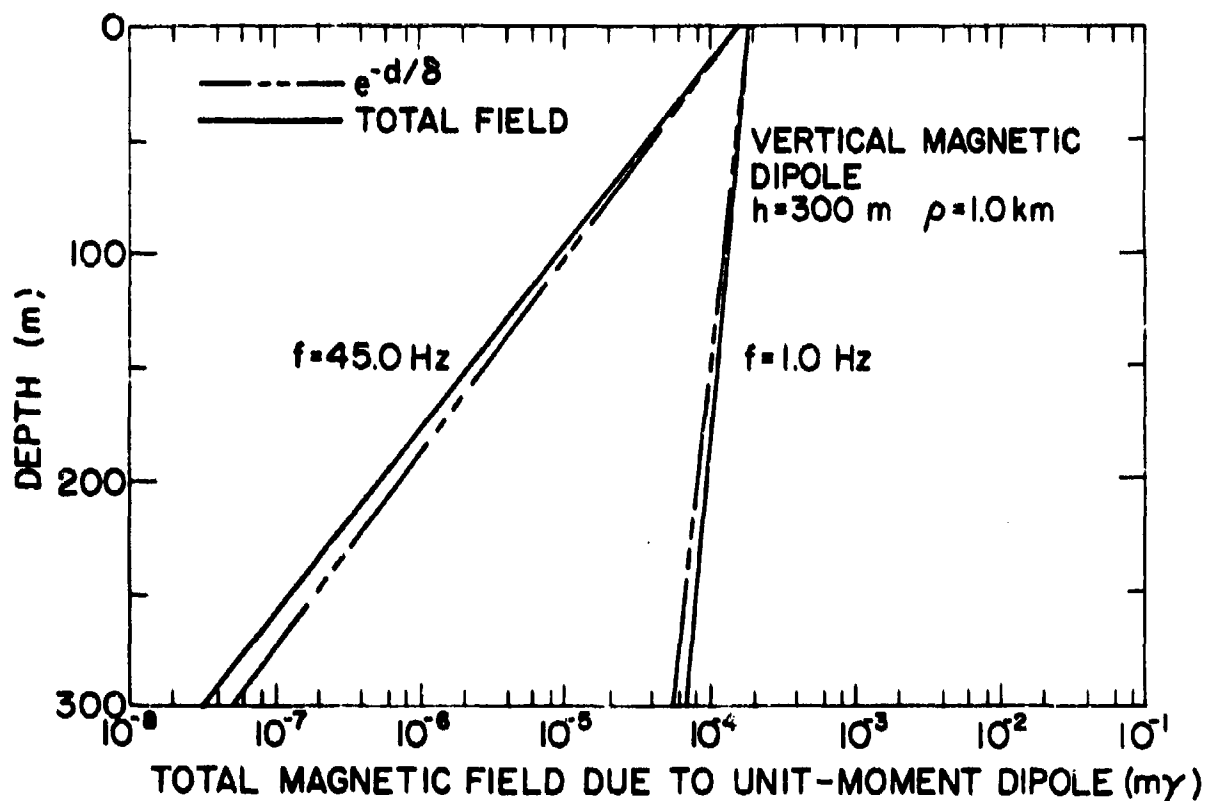 0
e^-d/δ
TOTAL FIELD
VERTICAL MAGNETIC
DIPOLE
h=300 m ρ=1.0 km
100
f=45.0 Hz
f=1.0 Hz
DEPTH (m)
200
300
10^-8 10^-7 10^-6 10^-5 10^-4 10^-3 10^-2 10^-1
TOTAL MAGNETIC FIELD DUE TO UNIT-MOMENT DIPOLE (mγ)